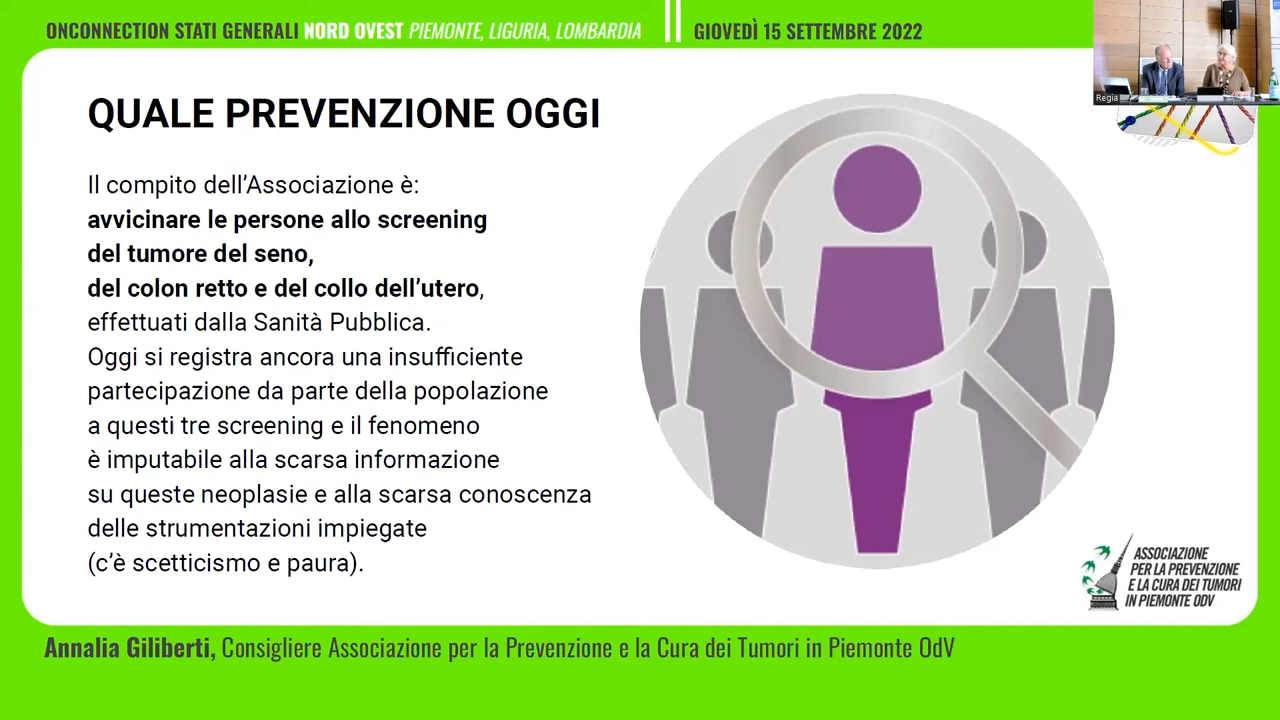 ONCONNECTION STATI GENERALI NORD OVEST PIEMONTE, LIGURIA, LOMBARDIA
GIOVEDÌ 15 SETTEMBRE 2022
Regia
QUALE PREVENZIONE OGGI
Il compito dell’Associazione è:
avvicinare le persone allo screening
del tumore del seno,
del colon retto e del collo dell’utero,
effettuati dalla Sanità Pubblica.
Oggi si registra ancora una insufficiente
partecipazione da parte della popolazione
a questi tre screening e il fenomeno
è imputabile alla scarsa informazione
su queste neoplasie e alla scarsa conoscenza
delle strumentazioni impiegate
(c’è scetticismo e paura).
ASSOCIAZIONE
PER LA PREVENZIONE
E LA CURA DEI TUMORI
IN PIEMONTE ODV
Annalia Giliberti, Consigliere Associazione per la Prevenzione e la Cura dei Tumori in Piemonte OdV